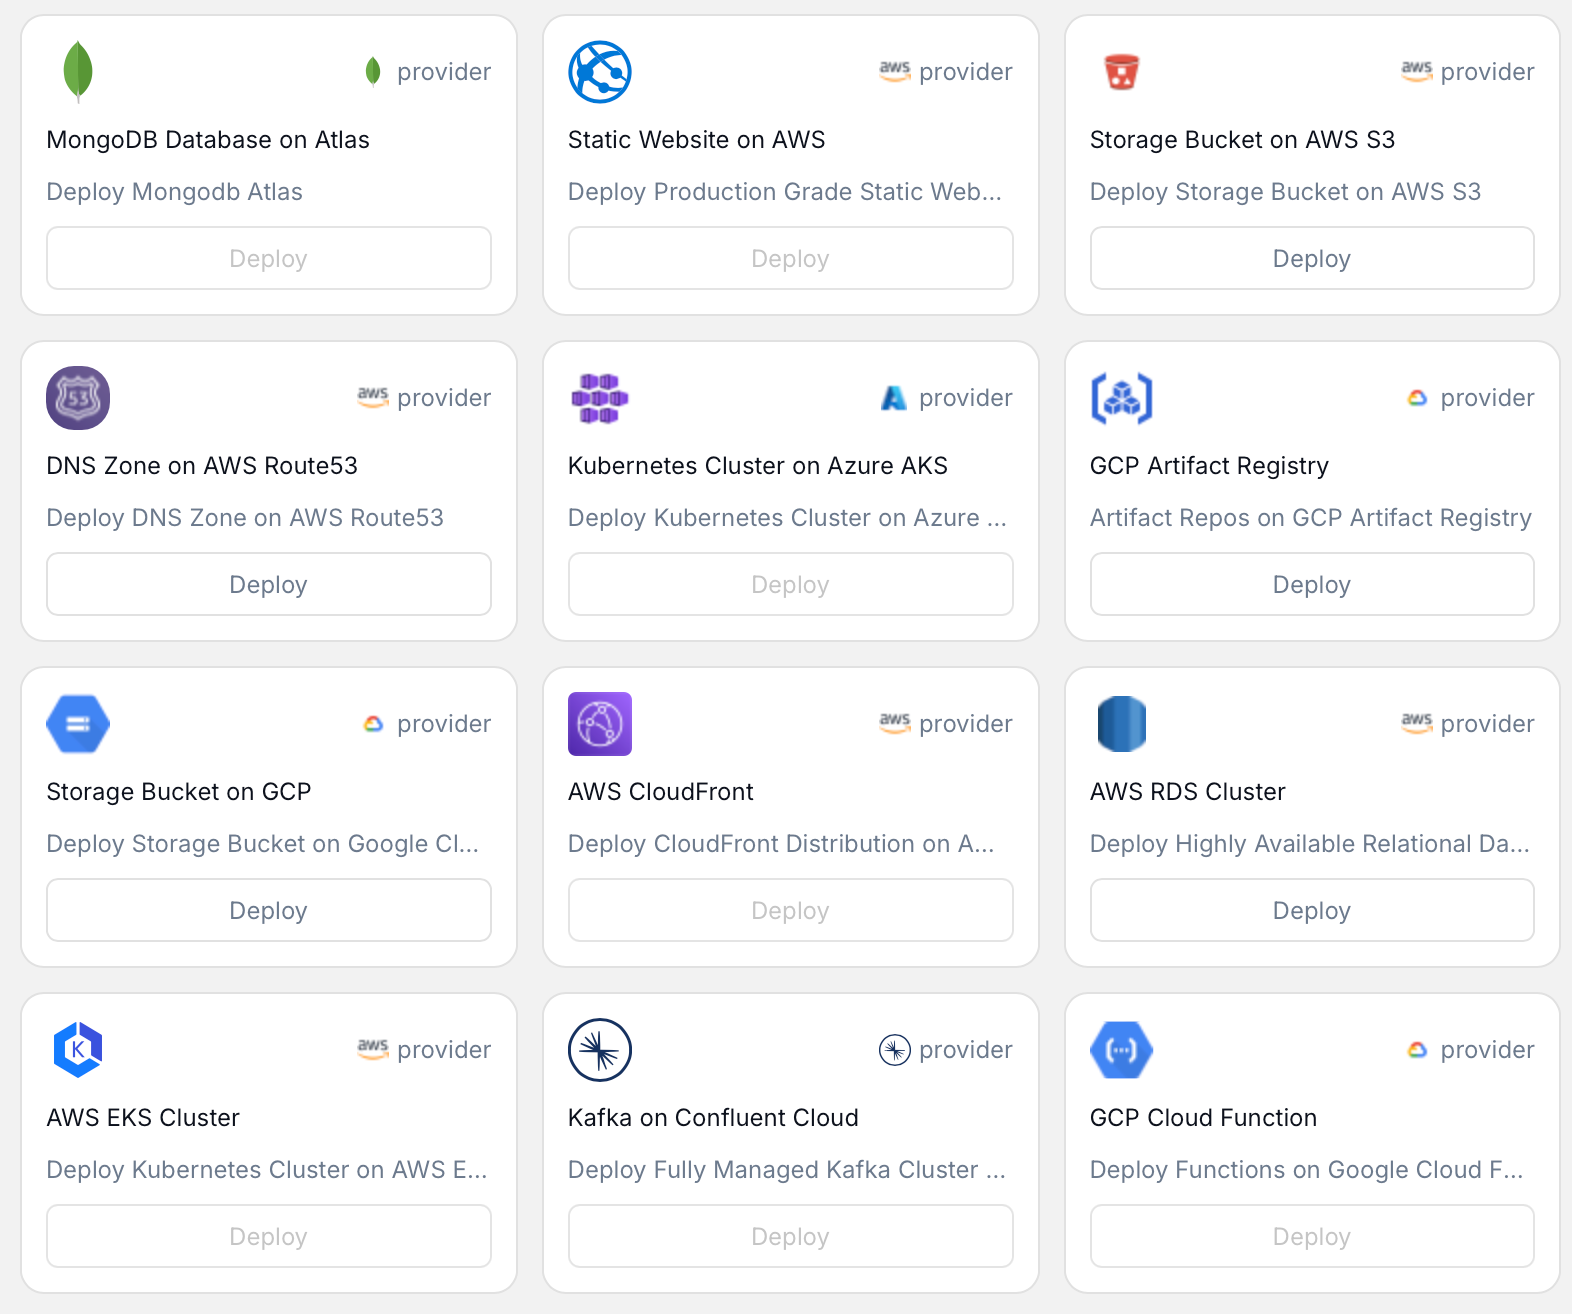 provider
MongoDB Database on Atlas
Deploy Mongodb Atlas
Deploy
aws provider
Static Website on AWS
Deploy Production Grade Static Web...
Deploy
aws provider
Storage Bucket on AWS S3
Deploy Storage Bucket on AWS S3
Deploy
53
aws provider
DNS Zone on AWS Route53
Deploy DNS Zone on AWS Route53
Deploy
provider
Kubernetes Cluster on Azure AKS
Deploy Kubernetes Cluster on Azure ...
Deploy
provider
GCP Artifact Registry
Artifact Repos on GCP Artifact Registry
Deploy
provider
Storage Bucket on GCP
Deploy Storage Bucket on Google Cl...
Deploy
aws provider
AWS CloudFront
Deploy CloudFront Distribution on A...
Deploy
aws provider
AWS RDS Cluster
Deploy Highly Available Relational Da...
Deploy
K
aws provider
AWS EKS Cluster
Deploy Kubernetes Cluster on AWS E...
Deploy
provider
Kafka on Confluent Cloud
Deploy Fully Managed Kafka Cluster ...
Deploy
provider
GCP Cloud Function
Deploy Functions on Google Cloud F...
Deploy